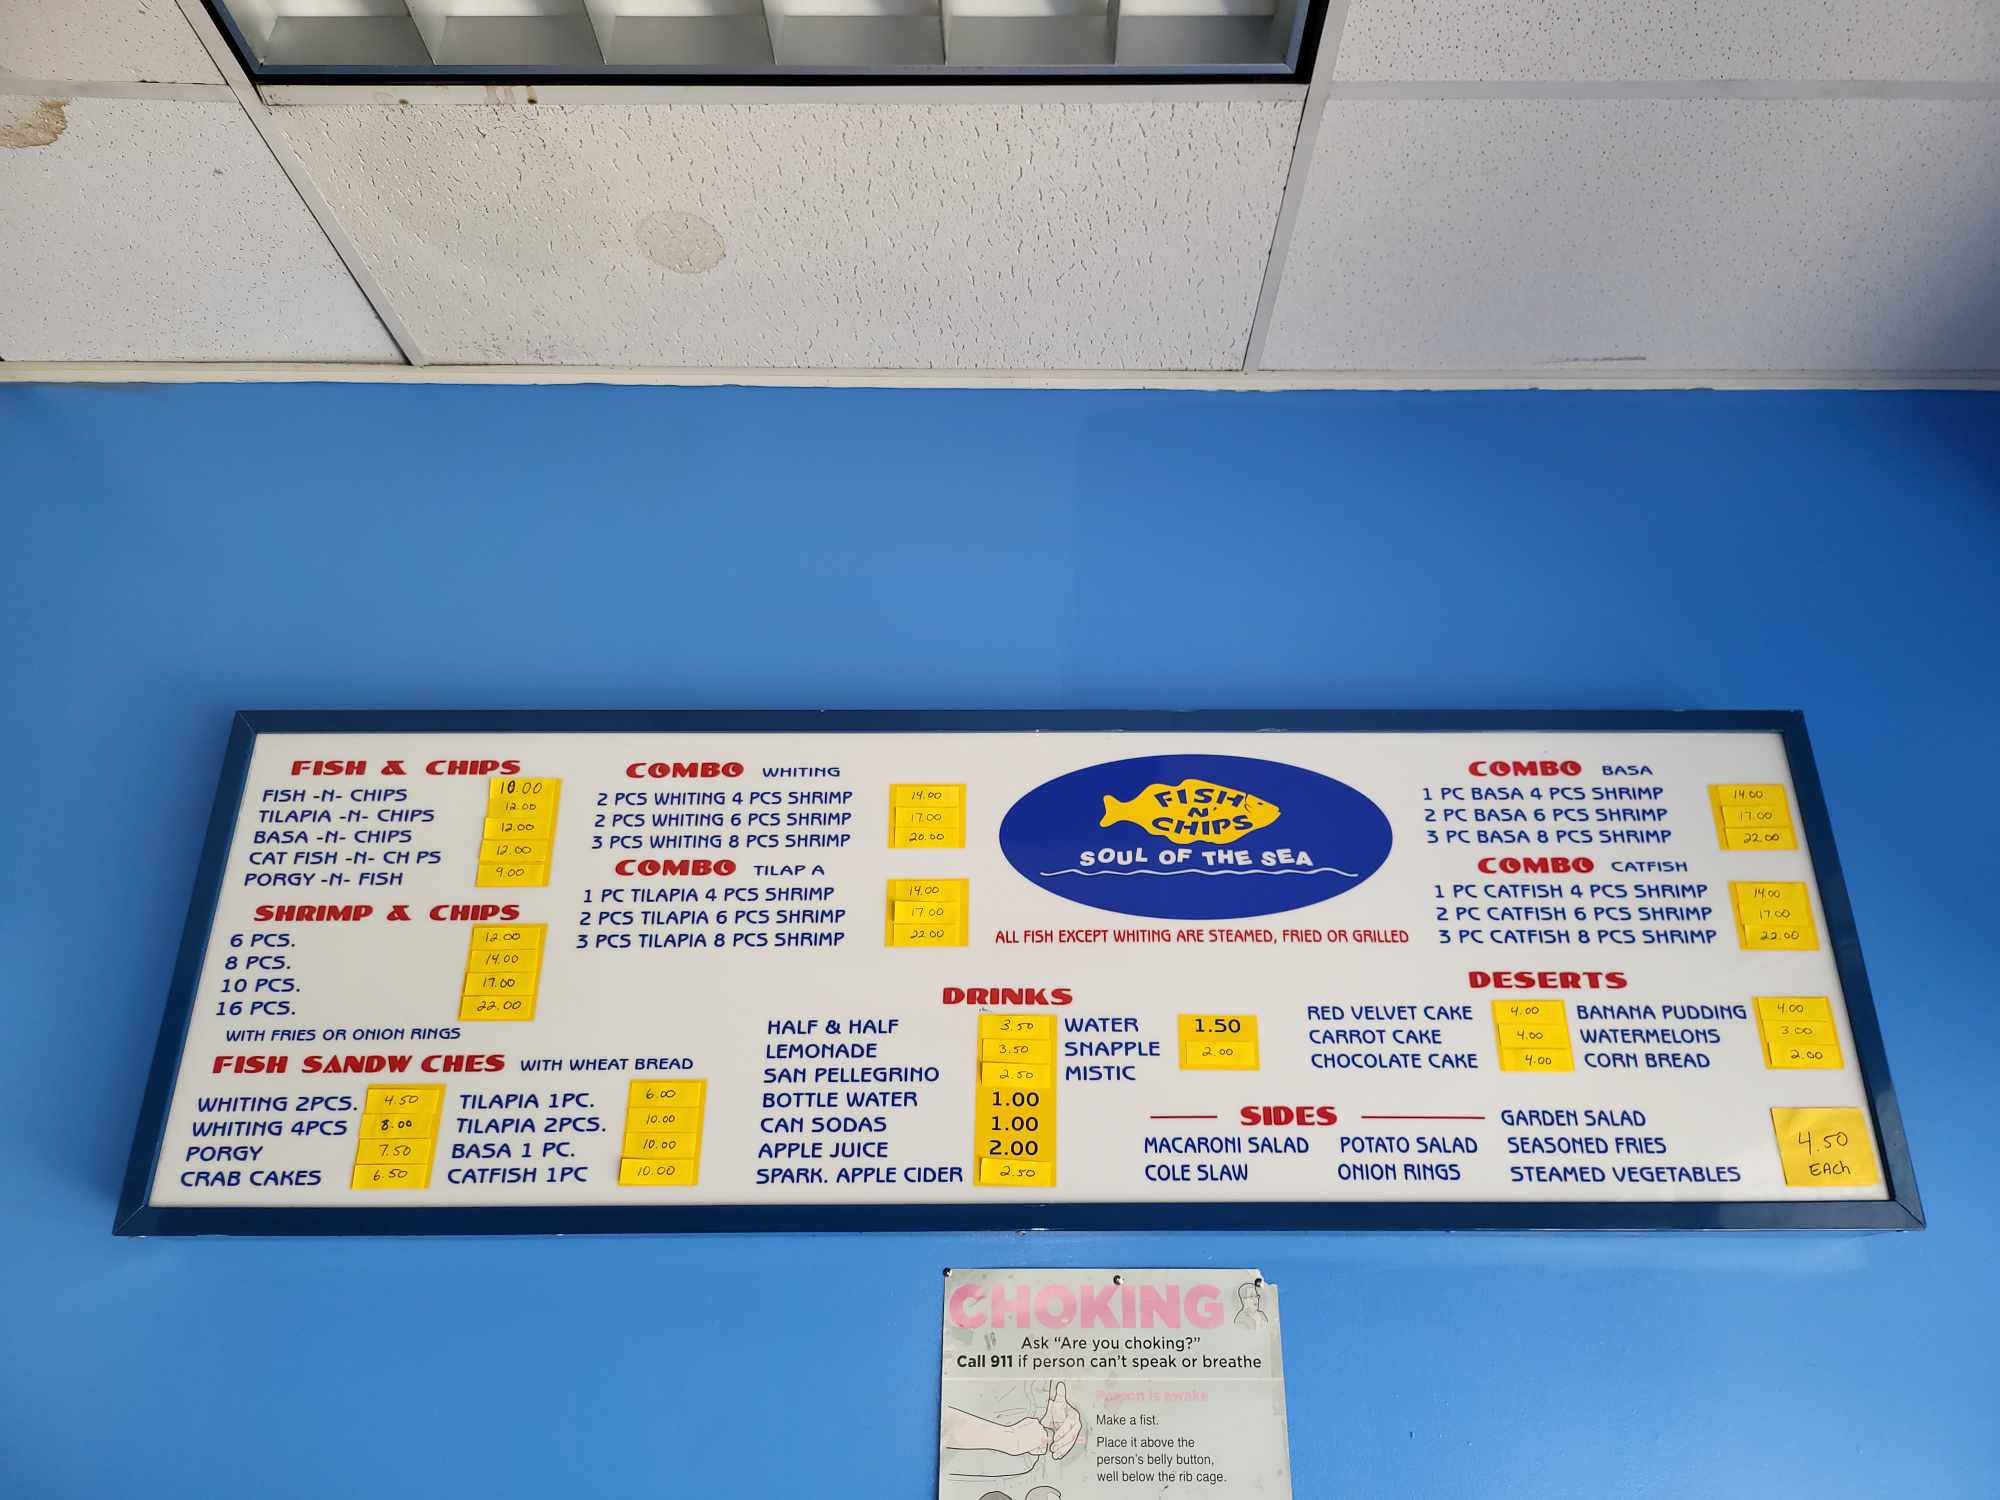 FISH & CHIPS
FISH -N- CHIPS 10.00
TILAPIA -N- CHIPS 12.00
BASA -N- CHIPS 12.00
CAT FISH -N- CH PS 12.00
PORGY -N- FISH 9.00
SHRIMP & CHIPS
6 PCS. 12.00
8 PCS. 14.00
10 PCS. 17.00
16 PCS. 22.00
WITH FRIES OR ONION RINGS
FISH SANDW CHES WITH WHEAT BREAD
WHITING 2PCS. 4.50
WHITING 4PCS 8.00
PORGY 7.50
CRAB CAKES 6.50
TILAPIA 1PC. 6.00
TILAPIA 2PCS. 10.00
BASA 1 PC. 10.00
CATFISH 1PC 10.00
COMBO WHITING
2 PCS WHITING 4 PCS SHRIMP 14.00
2 PCS WHITING 6 PCS SHRIMP 17.00
3 PCS WHITING 8 PCS SHRIMP 20.00
COMBO TILAP A
1 PC TILAPIA 4 PCS SHRIMP 14.00
2 PCS TILAPIA 6 PCS SHRIMP 17.00
3 PCS TILAPIA 8 PCS SHRIMP 22.00
FISH
N'
CHIPS
SOUL OF THE SEA
ALL FISH EXCEPT WHITING ARE STEAMED, FRIED OR GRILLED
DRINKS
HALF & HALF 3.50
LEMONADE 3.50
SAN PELLEGRINO 2.50
BOTTLE WATER 1.00
CAN SODAS 1.00
APPLE JUICE 2.00
SPARK. APPLE CIDER 2.50
WATER 1.50
SNAPPLE 2.00
MISTIC
COMBO BASA
1 PC BASA 4 PCS SHRIMP 14.00
2 PC BASA 6 PCS SHRIMP 17.00
3 PC BASA 8 PCS SHRIMP 22.00
COMBO CATFISH
1 PC CATFISH 4 PCS SHRIMP 14.00
2 PC CATFISH 6 PCS SHRIMP 17.00
3 PC CATFISH 8 PCS SHRIMP 22.00
DESERTS
RED VELVET CAKE 4.00
CARROT CAKE 4.00
CHOCOLATE CAKE 4.00
BANANA PUDDING 4.00
WATERMELONS 3.00
CORN BREAD 2.00
SIDES
GARDEN SALAD
MACARONI SALAD POTATO SALAD SEASONED FRIES
COLE SLAW ONION RINGS STEAMED VEGETABLES
4.50
EACh
CHOKING
Ask “Are you choking?”
Call 911 if person can't speak or breathe
Person is awake
Make a fist.
Place it above the
person's belly button,
well below the rib cage.